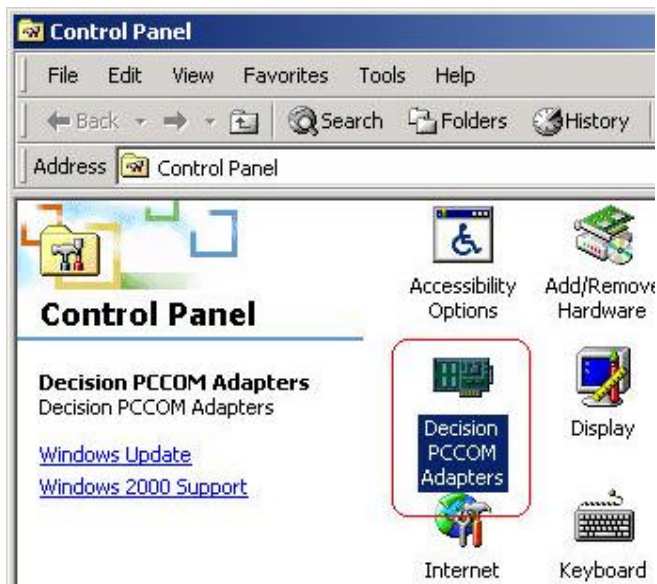 Control Panel
File Edit View Favorites Tools Help
Back Search Folders History
Address Control Panel
Control Panel
Decision PCCOM Adapters
Decision PCCOM Adapters
Windows Update
Windows 2000 Support
Accessibility
Options
Add/Remove
Hardware
Decision
PCCOM
Adapters
Display
Internet
Keyboard